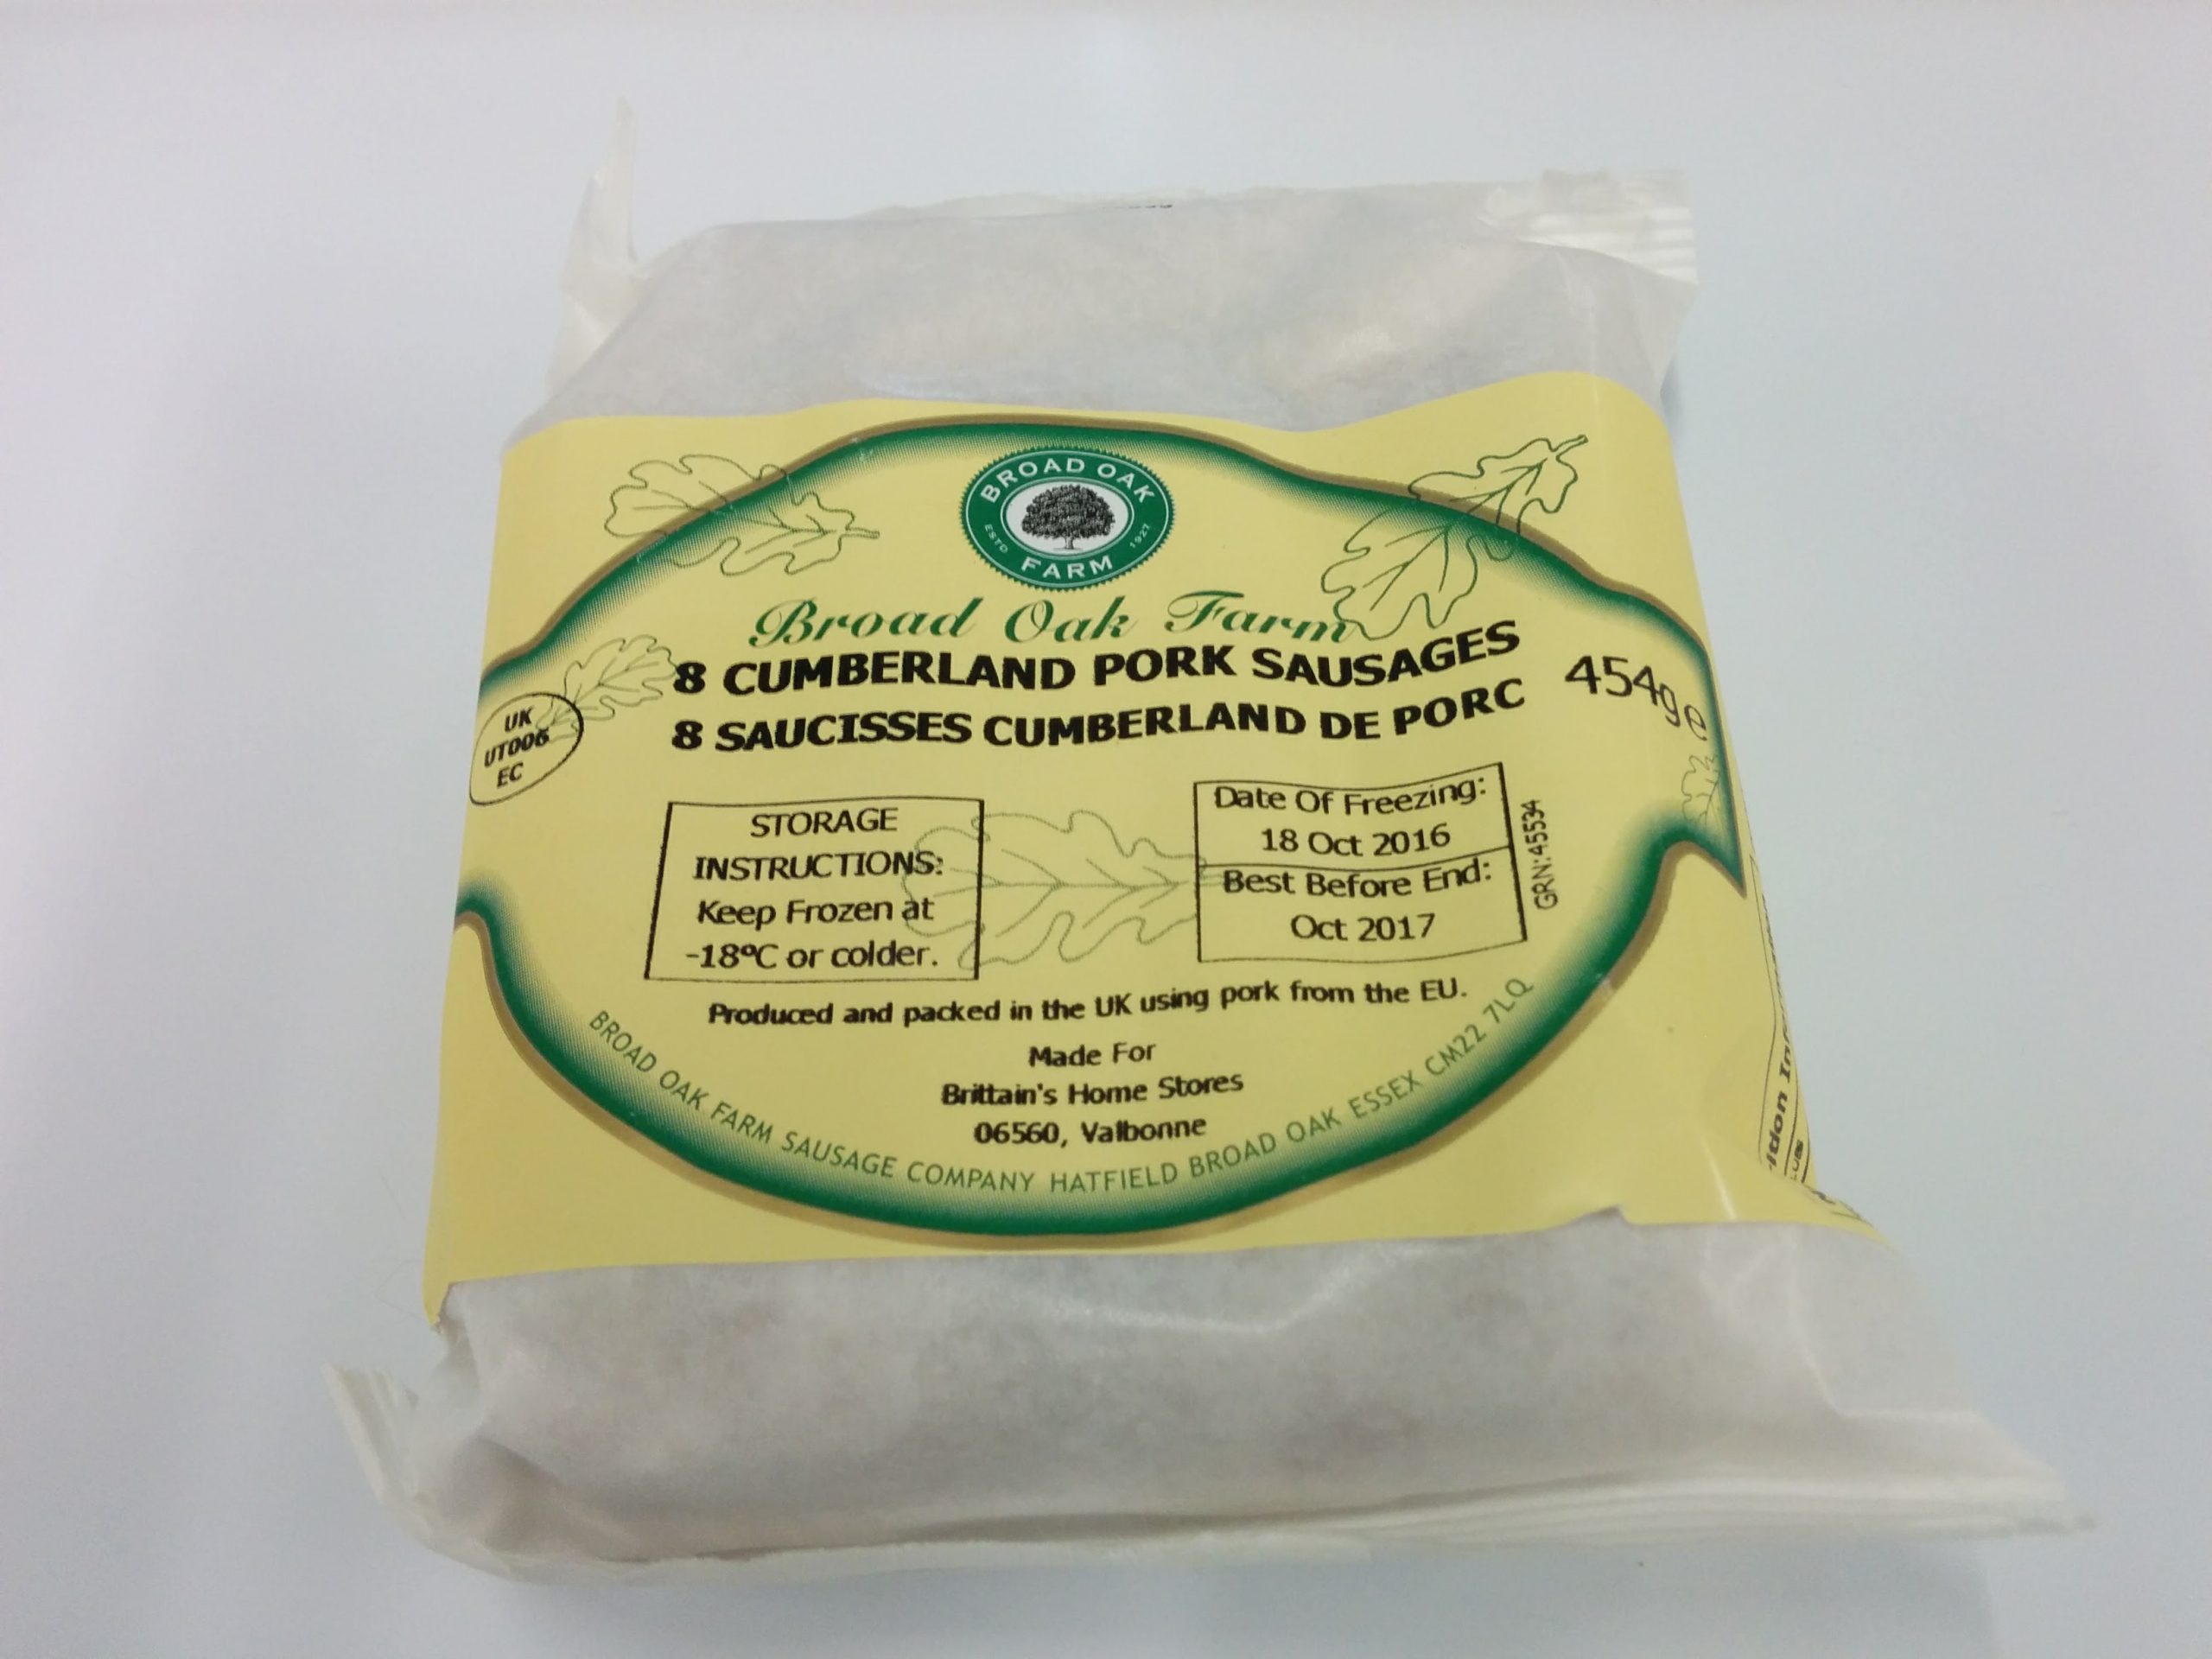 BROAD OAK
ESTD 1927
FARM
Broad Oak Farm
8 CUMBERLAND PORK SAUSAGES
8 SAUCISSES CUMBERLAND DE PORC
454g e
UK
UT006
EC
STORAGE
INSTRUCTIONS:
Keep Frozen at
-18ºC or colder.
Date Of Freezing:
18 Oct 2016
Best Before End:
Oct 2017
GRN:45534
Produced and packed in the UK using pork from the EU.
Made For
Brittain's Home Stores
06560, Valbonne
BROAD OAK FARM SAUSAGE COMPANY HATFIELD BROAD OAK ESSEX CM22 7LQ